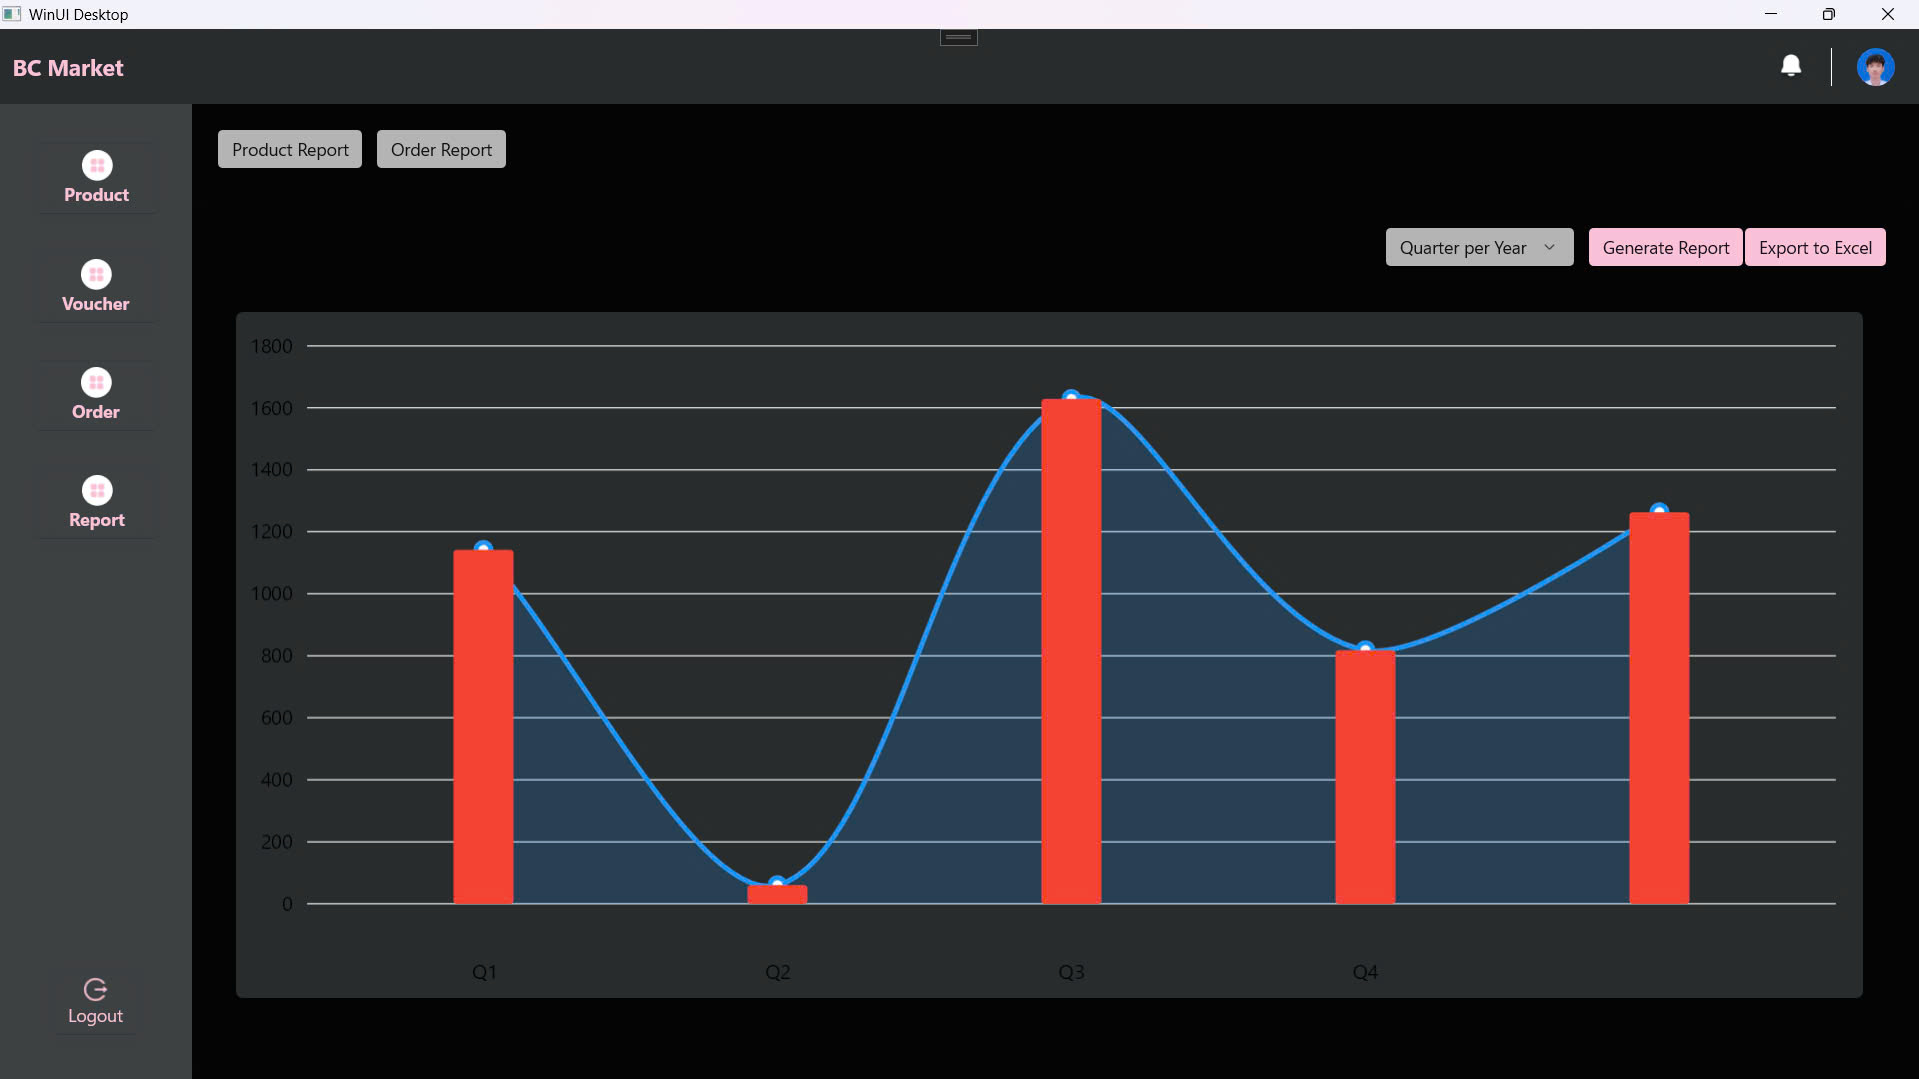 WinUI Desktop
BC Market
Product Report
Order Report
Product
Voucher
Order
Report
Logout
Quarter per Year
Generate Report
Export to Excel
1800
1600
1400
1200
1000
800
600
400
200
0
Q1
Q2
Q3
Q4